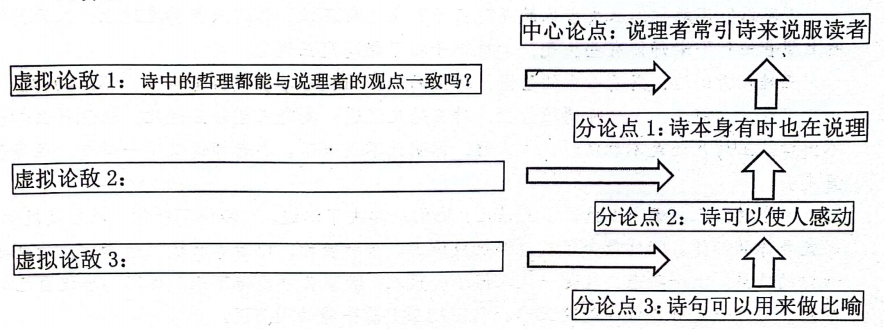 中心论点：说理者常引诗来说服读者
虚拟论敌1：诗中的哲理都能与说理者的观点一致吗？
分论点1：诗本身有时也在说理
虚拟论敌2：
分论点2：诗可以使人感动
虚拟论敌3：
分论点3：诗句可以用来做比喻